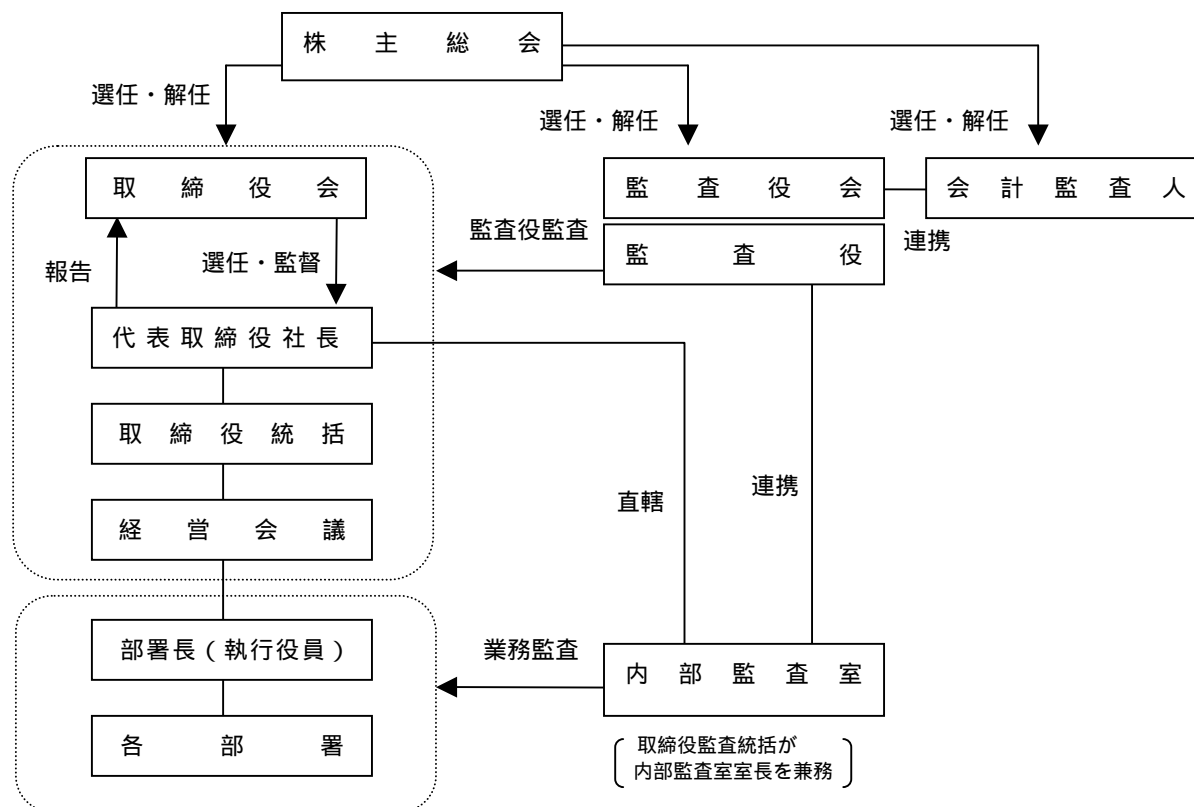 株主総会
選任・解任
選任・解任
選任・解任
取締役会
監査役会
会計監査人
監査役監査
連携
監査役
報告
選任・監督
代表取締役社長
取締役統括
直轄
連携
経営会議
部署長（執行役員）
業務監査
内部監査室
各部署
取締役監査統括が
内部監査室室長を兼務